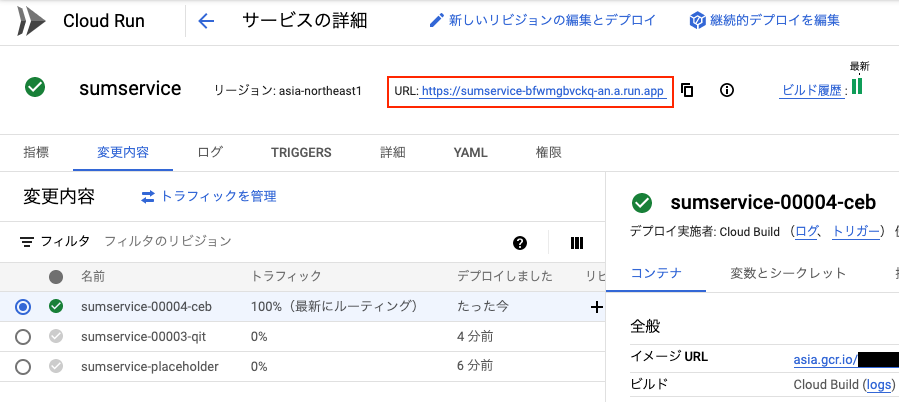 Cloud Run
サービスの詳細
新しいリビジョンの編集とデプロイ
継続的デプロイを編集
最新
sumservice
リージョン: asia-northeast1
URL: https://sumservice-bfwmgbvckq-an.a.run.app
ビルド履歴:
指標
変更内容
ログ
TRIGGERS
詳細
YAML
権限
変更内容
トラフィックを管理
フィルタ
フィルタのリビジョン
名前
トラフィック
デプロイしました
リビ
sumservice-00004-ceb
100%（最新にルーティング）
たった今
sumservice-00003-qit
0%
4 分前
sumservice-placeholder
0%
6 分前
sumservice-00004-ceb
デプロイ実施者: Cloud Build （ログ、トリガー）
コンテナ
変数とシークレット
全般
イメージ URL
asia.gcr.io/
ビルド
Cloud Build (logs)